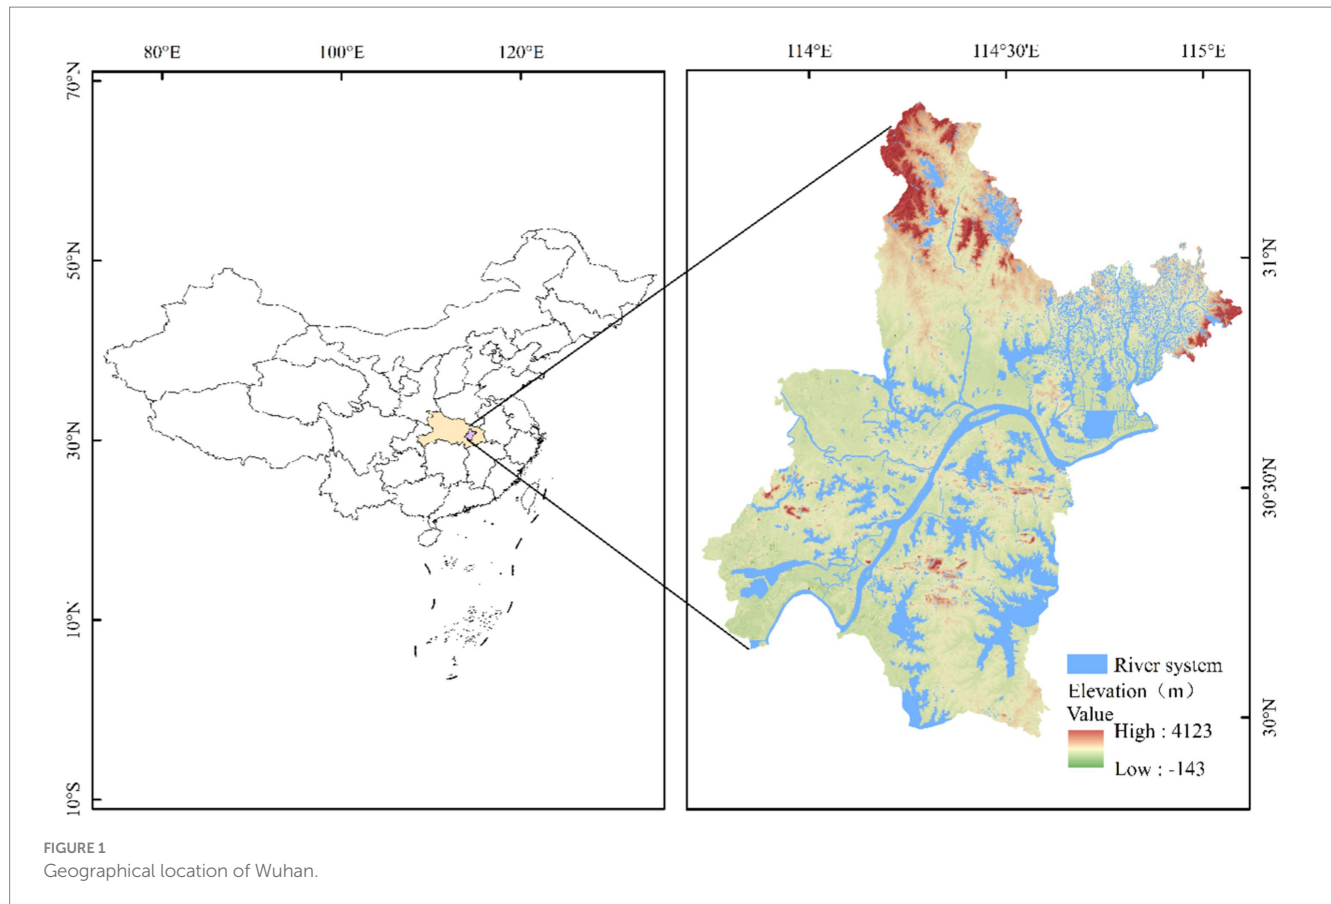 80°E 100°E 120°E
114°E 114°30'E 115°E
70°N
50°N
30°N
10°N
10°S
31°N
30°30'N
30°N
River system
Elevation（m）
Value
High : 4123
Low : -143
FIGURE 1
Geographical location of Wuhan.